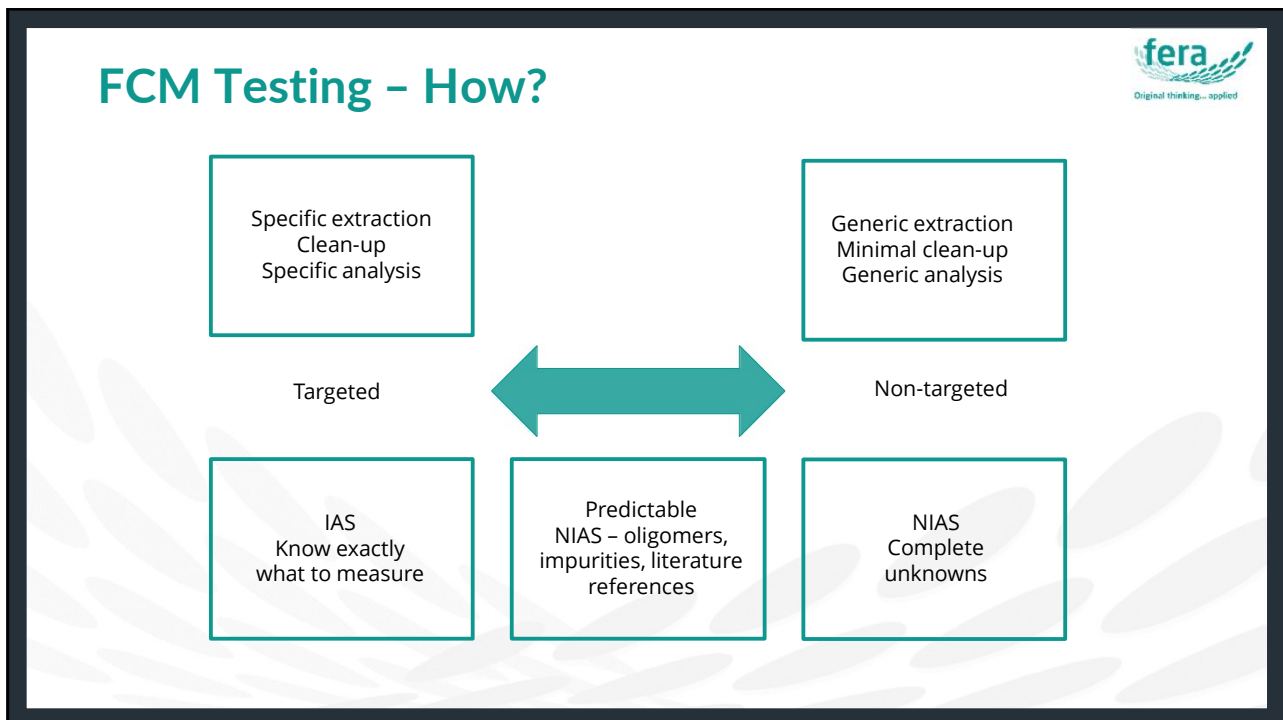 FCM Testing – How?
fera
Original thinking... applied
Specific extraction
Clean-up
Specific analysis
Generic extraction
Minimal clean-up
Generic analysis
Targeted
Non-targeted
IAS
Know exactly
what to measure
Predictable
NIAS – oligomers,
impurities, literature
references
NIAS
Complete
unknowns